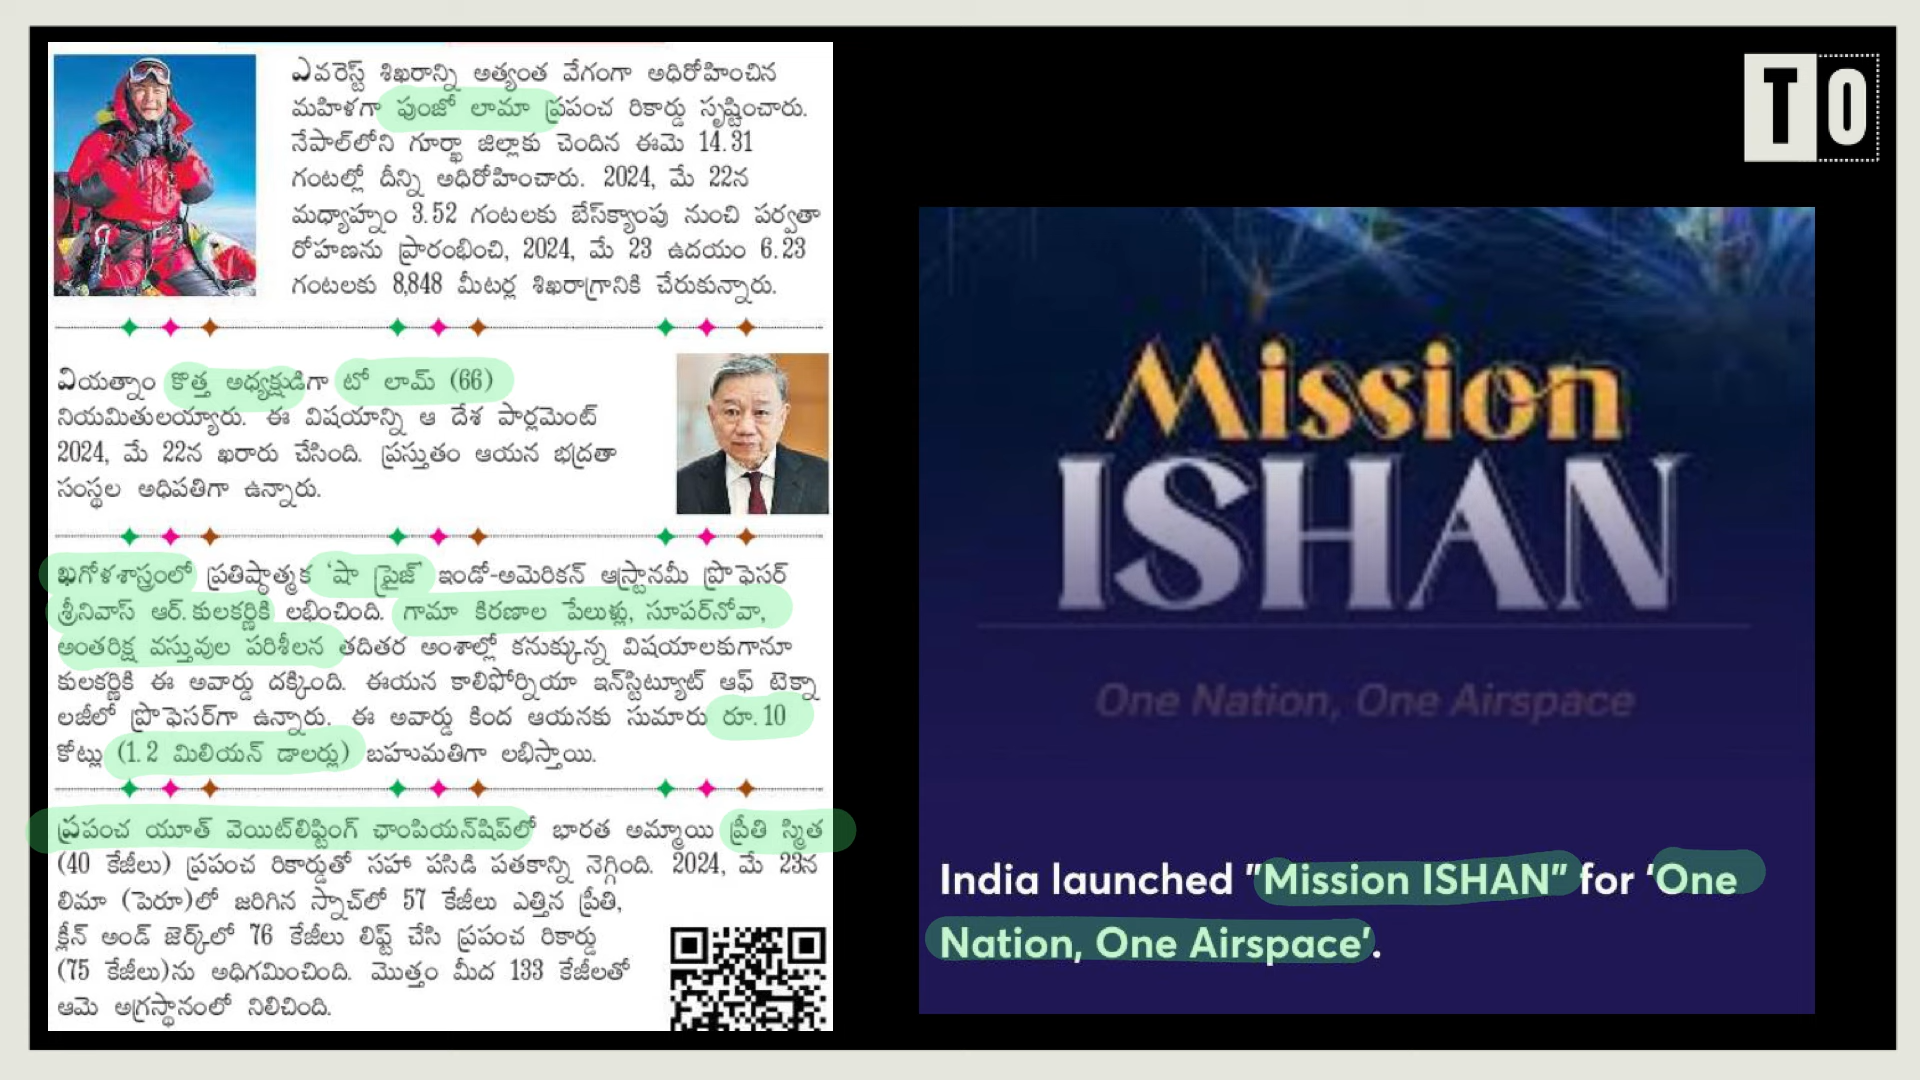 ఎవరెస్ట్ శిఖరాన్ని అత్యంత వేగంగా అధిరోహించిన
మహిళగా ఫుంజో లామా ప్రపంచ రికార్డు సృష్టించారు.
నేపాల్‌లోని గూర్ఖా జిల్లాకు చెందిన ఈమె 14.31
గంటల్లో దీన్ని అధిరోహించారు. 2024, మే 22న
మధ్యాహ్నం 3.52 గంటలకు బేస్‌క్యాంపు నుంచి పర్వతా
రోహణను ప్రారంభించి, 2024, మే 23 ఉదయం 6.23
గంటలకు 8,848 మీటర్ల శిఖరాగ్రానికి చేరుకున్నారు.
వియత్నాం కొత్త అధ్యక్షుడిగా టో లామ్ (66)
నియమితులయ్యారు. ఈ విషయాన్ని ఆ దేశ పార్లమెంట్
2024, మే 22న ఖరారు చేసింది. ప్రస్తుతం ఆయన భద్రతా
సంస్థల అధిపతిగా ఉన్నారు.
ఖగోళశాస్త్రంలో ప్రతిష్ఠాత్మక ‘షా ప్రైజ్’ ఇండో-అమెరికన్ ఆస్ట్రానమీ ప్రొఫెసర్
శ్రీనివాస్ ఆర్.కులకర్ణికి లభించింది. గామా కిరణాల పేలుళ్లు, సూపర్‌నోవా,
అంతరిక్ష వస్తువుల పరిశీలన తదితర అంశాల్లో కనుక్కున్న విషయాలకుగానూ
కులకర్ణికి ఈ అవార్డు దక్కింది. ఈయన కాలిఫోర్నియా ఇన్‌స్టిట్యూట్ ఆఫ్ టెక్నా
లజీలో ప్రొఫెసర్‌గా ఉన్నారు. ఈ అవార్డు కింద ఆయనకు సుమారు రూ.10
కోట్లు (1.2 మిలియన్ డాలర్లు) బహుమతిగా లభిస్తాయి.
ప్రపంచ యూత్ వెయిట్‌లిఫ్టింగ్ ఛాంపియన్‌షిప్‌లో భారత అమ్మాయి ప్రీతి స్మిత
(40 కేజీలు) ప్రపంచ రికార్డుతో సహా పసిడి పతకాన్ని నెగ్గింది. 2024, మే 23న
లిమా (పెరూ)లో జరిగిన స్నాచ్‌లో 57 కేజీలు ఎత్తిన ప్రీతి,
క్లీన్ అండ్ జెర్క్‌లో 76 కేజీలు లిఫ్ట్ చేసి ప్రపంచ రికార్డు
(75 కేజీలు)ను అధిగమించింది. మొత్తం మీద 133 కేజీలతో
ఆమె అగ్రస్థానంలో నిలిచింది.
TO
Mission
ISHAN
One Nation, One Airspace
India launched "Mission ISHAN" for ‘One
Nation, One Airspace’.